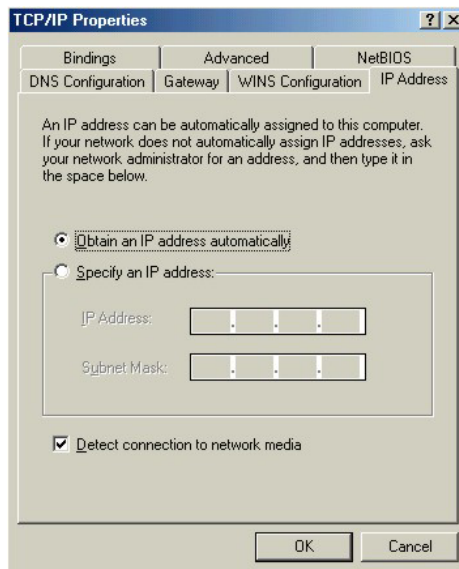 TCP/IP Properties
Bindings Advanced NetBIOS
DNS Configuration Gateway WINS Configuration IP Address
An IP address can be automatically assigned to this computer.
If your network does not automatically assign IP addresses, ask
your network administrator for an address, and then type it in
the space below.
Obtain an IP address automatically
Specify an IP address:
IP Address:
. . .
Subnet Mask:
. . .
Detect connection to network media
OK Cancel